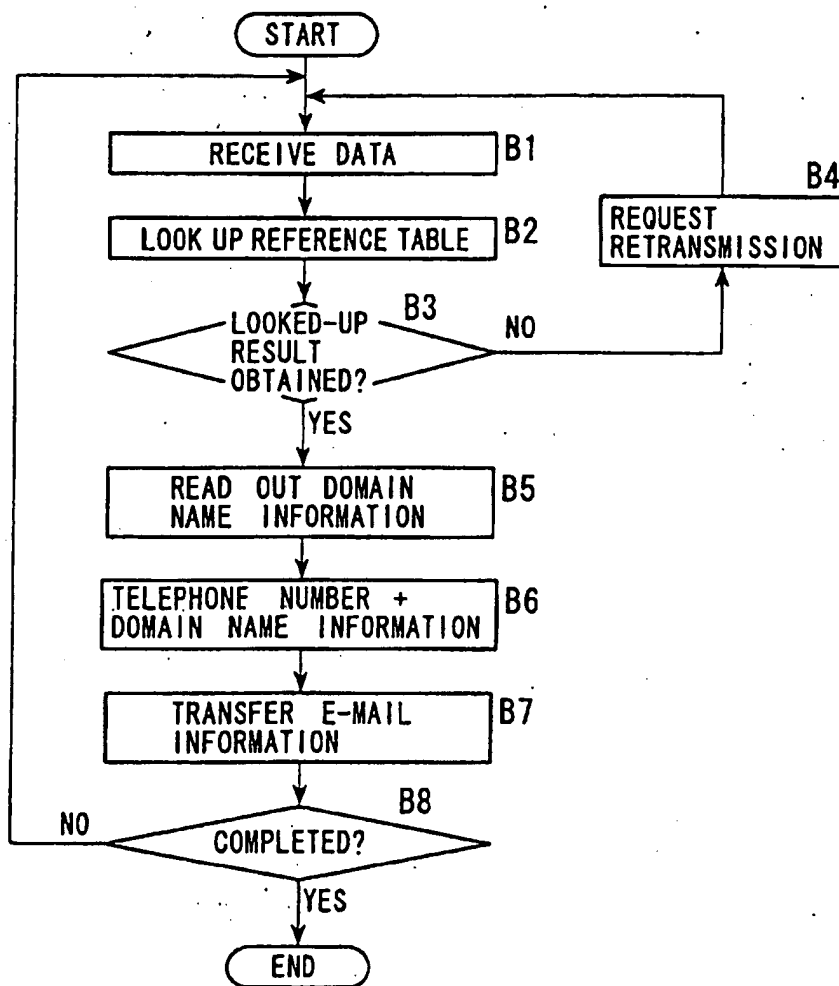 START
RECEIVE DATA B1
B4
REQUEST
RETRANSMISSION
LOOK UP REFERENCE TABLE B2
B3
LOOKED-UP
RESULT
OBTAINED?
NO
YES
READ OUT DOMAIN
NAME INFORMATION
B5
TELEPHONE NUMBER +
DOMAIN NAME INFORMATION
B6
TRANSFER E-MAIL
INFORMATION
B7
B8
COMPLETED?
NO
YES
END